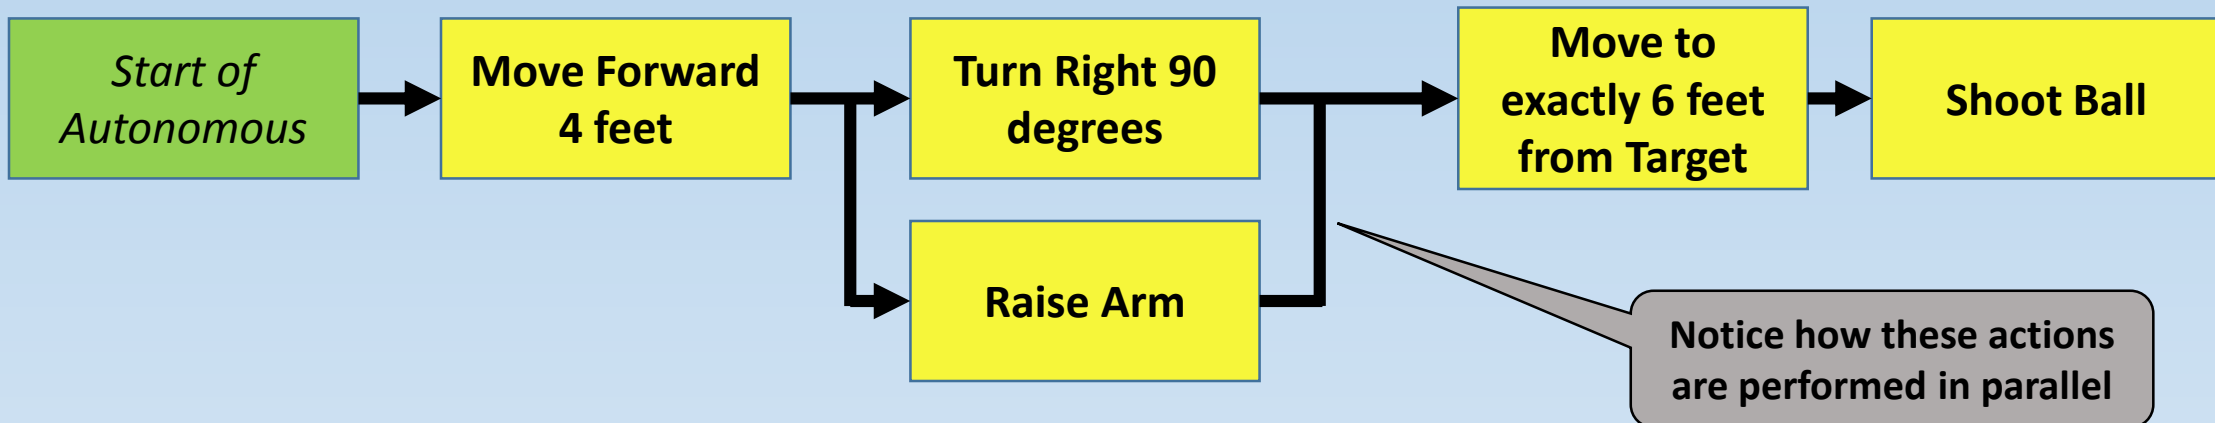 Start of
Autonomous
Move Forward
4 feet
Turn Right 90
degrees
Raise Arm
Move to
exactly 6 feet
from Target
Shoot Ball
Notice how these actions
are performed in parallel